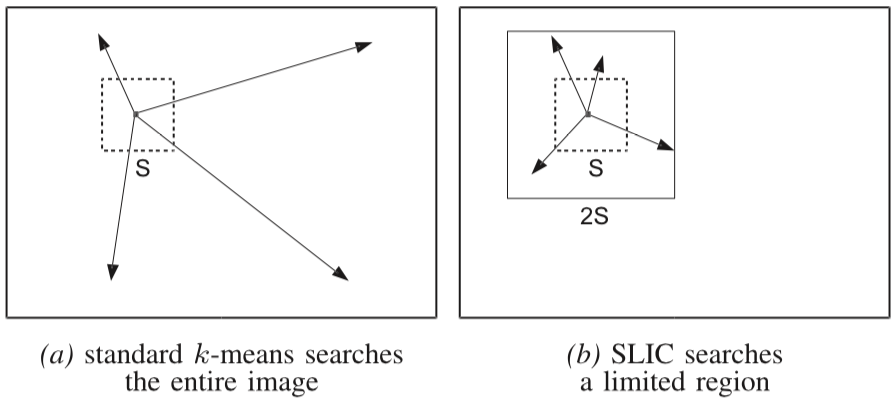 S
S
2S
(a) standard k-means searches
the entire image
(b) SLIC searches
a limited region